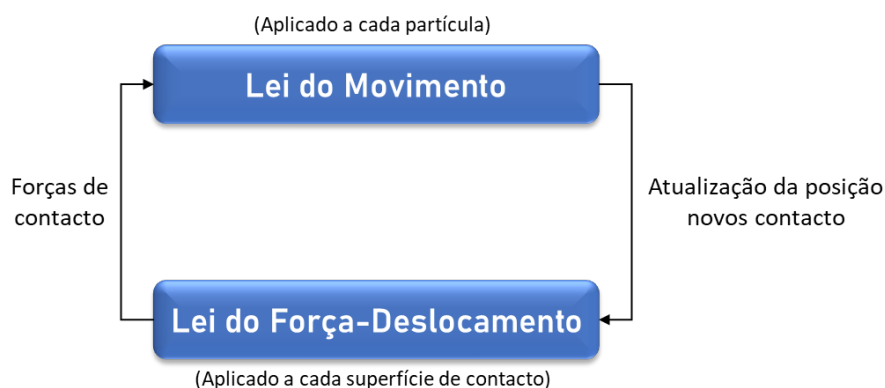 (Aplicado a cada partícula)
Lei do Movimento
Forças de
contacto
Atualização da posição
novos contacto
Lei do Força-Deslocamento
(Aplicado a cada superfície de contacto)